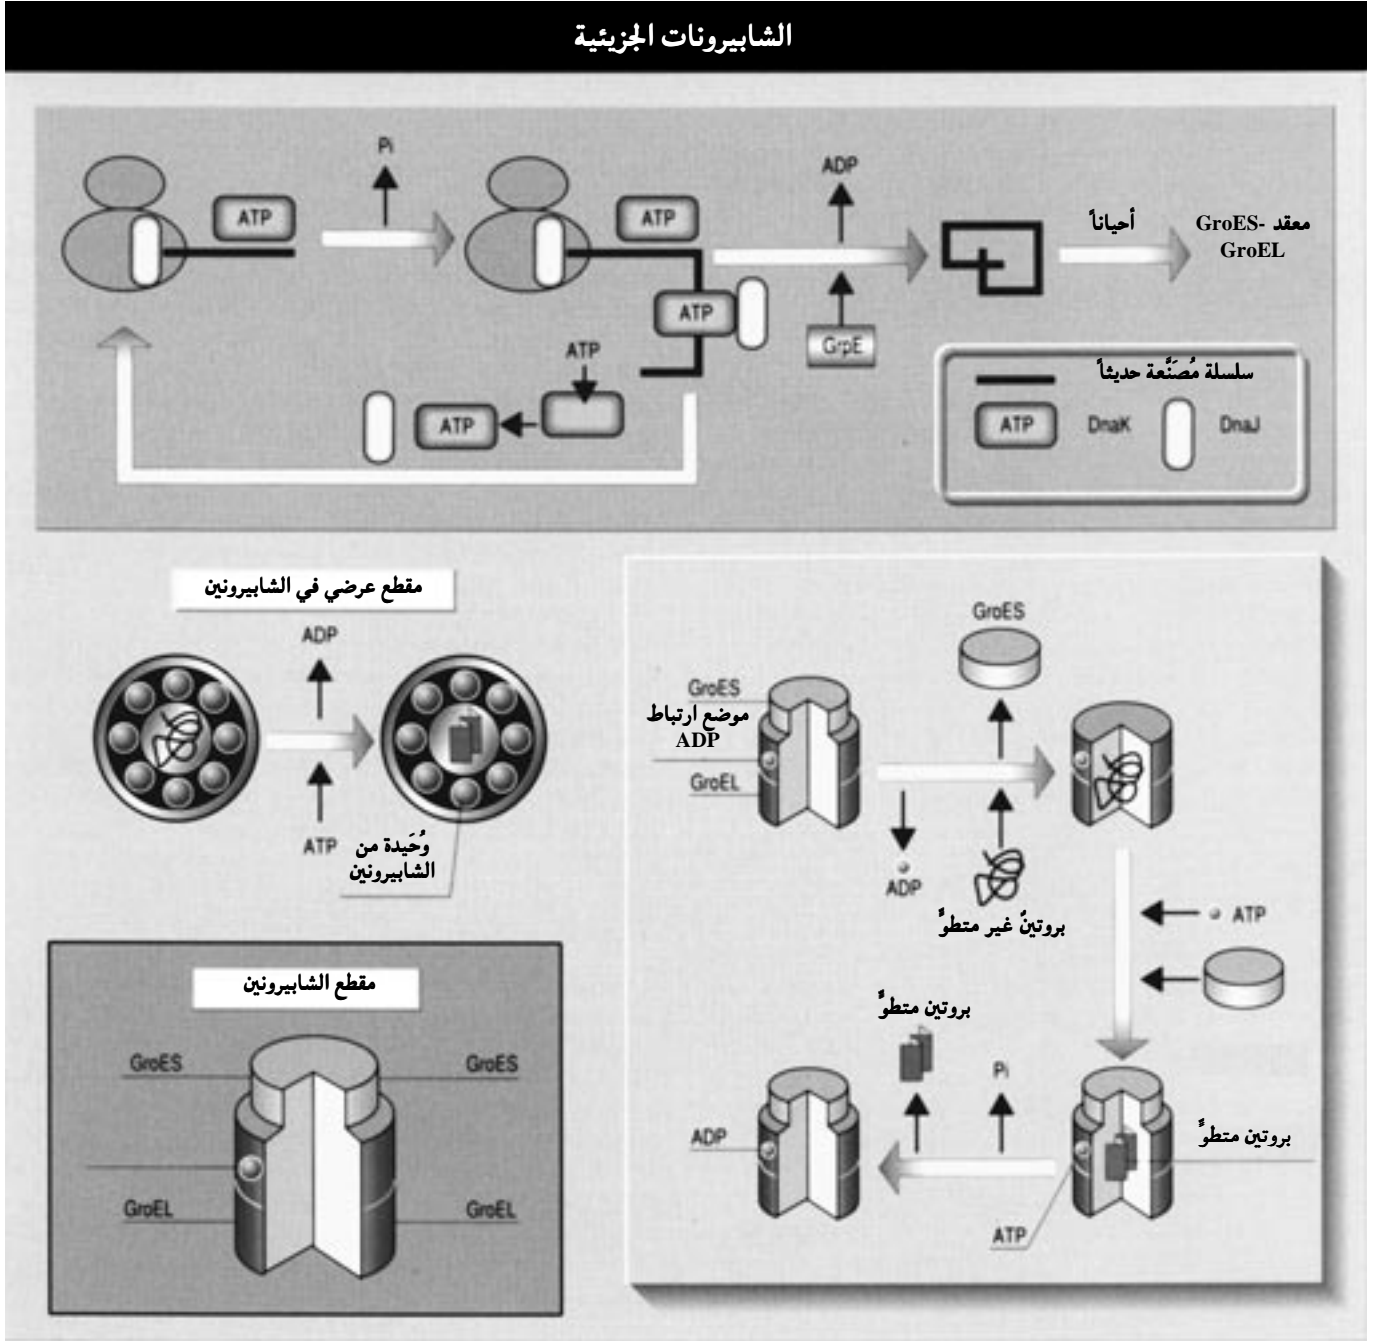 الشابيرونات الجزيئية
Pi
ADP
ATP
ATP
أحياناً
معقد GroES-
GroEL
ATP
GrpE
ATP
ATP
سلسلة مُصَنَّعة حديثاً
ATP
DnaK
DnaJ
مقطع عرضي في الشابيرونين
ADP
ATP
وُحَيدة من
الشابيرونين
GroES
GroES
موضع ارتباط
ADP
GroEL
ADP
بروتينٌ غير متطوٍّ
ATP
بروتين متطوٍّ
Pi
ADP
بروتين متطوٍّ
ATP
مقطع الشابيرونين
GroES
GroES
GroEL
GroEL